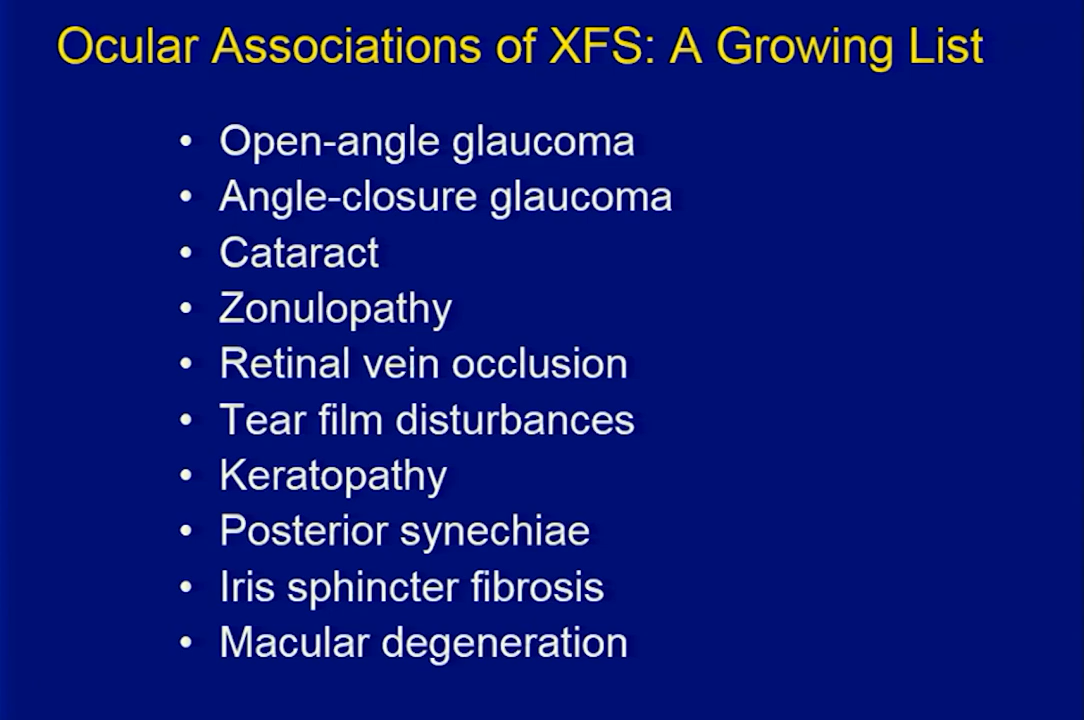 Ocular Associations of XFS: A Growing List
• Open-angle glaucoma
• Angle-closure glaucoma
• Cataract
• Zonulopathy
• Retinal vein occlusion
• Tear film disturbances
• Keratopathy
• Posterior synechiae
• Iris sphincter fibrosis
• Macular degeneration